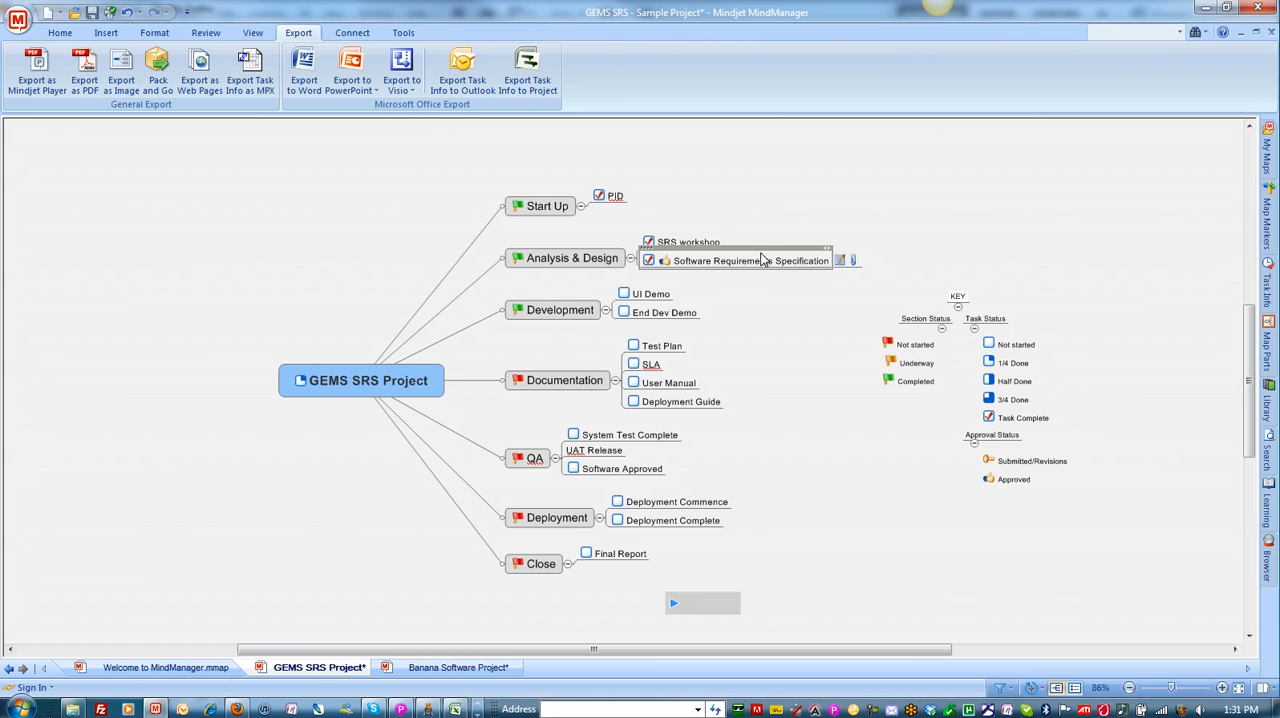 GEMS SRS - Sample Project* - Mindjet MindManager
Home Insert Format Review View Export Connect Tools
Export as Mindjet Player
Export as PDF
Export as Image
Pack and Go
Export as Web Pages
Export Task Info as MPX
Export to Word
Export to PowerPoint
Export to Visio
Export Task Info to Outlook
Export Task Info to Project
General Export
Microsoft Office Export
GEMS SRS Project
Start Up
PID
Analysis & Design
SRS workshop
Software Requirements Specification
Development
UI Demo
End Dev Demo
Documentation
Test Plan
SLA
User Manual
Deployment Guide
QA
System Test Complete
UAT Release
Software Approved
Deployment
Deployment Commence
Deployment Complete
Close
Final Report
KEY
Section Status
Not started
Underway
Completed
Task Status
Not started
1/4 Done
Half Done
3/4 Done
Task Complete
Approval Status
Submitted/Revisions
Approved
My Maps
Map Markers
Task Info
Map Parts
Library
Search
Learning
Browser
Welcome to MindManager.mmap
GEMS SRS Project*
Banana Software Project*
Sign In
86%
Address
1:31 PM